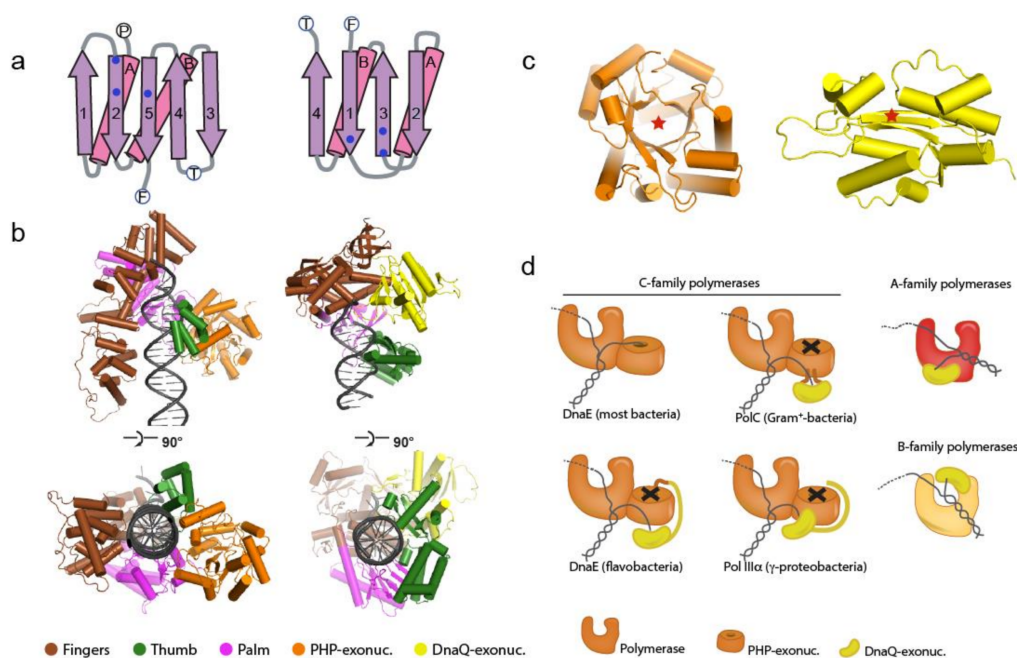 a
P
A
B
1
2
5
4
3
T
F
T
F
B
A
4
1
3
2
c
b
90°
90°
Fingers
Thumb
Palm
PHP-exonuc.
DnaQ-exonuc.
d
C-family polymerases
A-family polymerases
DnaE (most bacteria)
PolC (Gram⁺-bacteria)
B-family polymerases
DnaE (flavobacteria)
Pol IIIα (γ-proteobacteria)
Polymerase
PHP-exonuc.
DnaQ-exonuc.